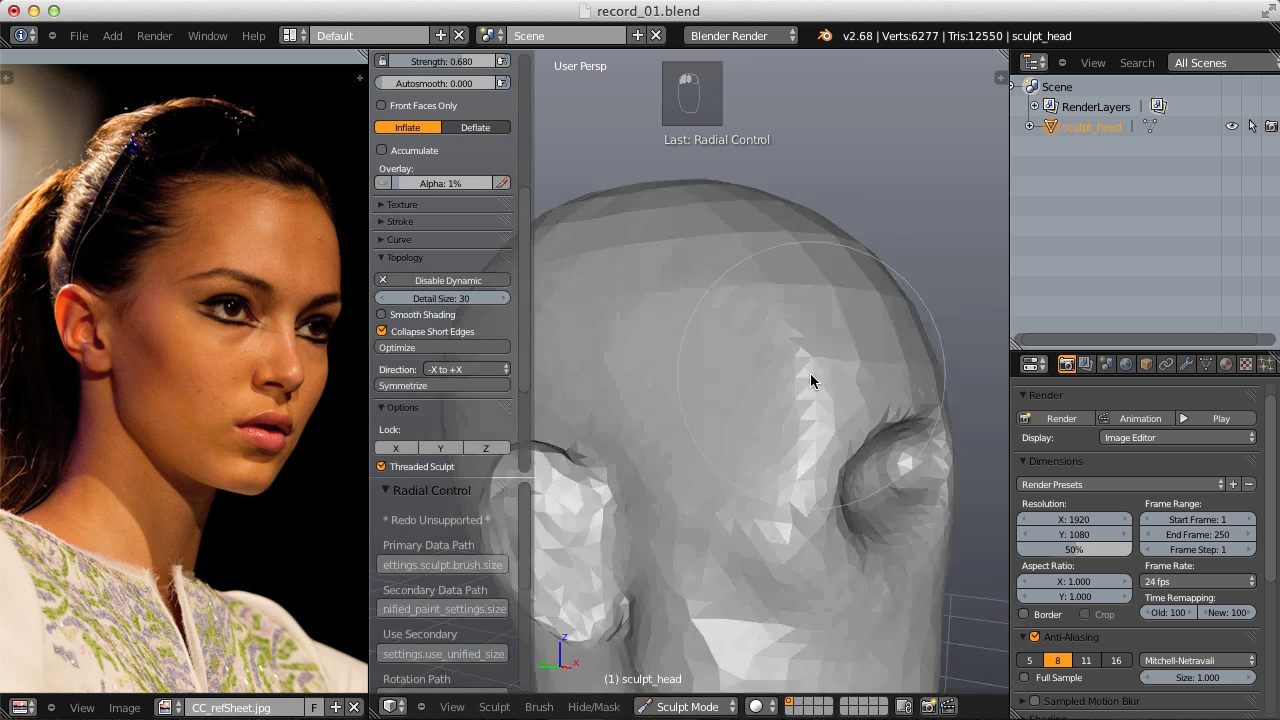 record_01.blend
File Add Render Window Help
Default
Scene
Blender Render
v2.68 | Verts:6277 | Tris:12550 | sculpt_head
Strength: 0.680
Autosmooth: 0.000
Front Faces Only
Inflate Deflate
Accumulate
Overlay:
Alpha: 1%
Texture
Stroke
Curve
Topology
Disable Dynamic
Detail Size: 30
Smooth Shading
Collapse Short Edges
Optimize
Direction: -X to +X
Symmetrize
Options
Lock:
X Y Z
Threaded Sculpt
Radial Control
* Redo Unsupported *
Primary Data Path
ettings.sculpt.brush.size
Secondary Data Path
nified_paint_settings.size
Use Secondary
settings.use_unified_size
Rotation Path
User Persp
Last: Radial Control
z
x
(1) sculpt_head
View Search All Scenes
Scene
RenderLayers |
sculpt_head |
Render
Render Animation Play
Display: Image Editor
Dimensions
Render Presets
Resolution: Frame Range:
X: 1920 Start Frame: 1
Y: 1080 End Frame: 250
50% Frame Step: 1
Aspect Ratio: Frame Rate:
X: 1.000 24 fps
Y: 1.000 Time Remapping:
Border Crop Old: 100 New: 100
Anti-Aliasing
5 8 11 16 Mitchell-Netravali
Full Sample Size: 1.000
Sampled Motion Blur
View Image CC_refSheet.jpg F
View Sculpt Brush Hide/Mask Sculpt Mode